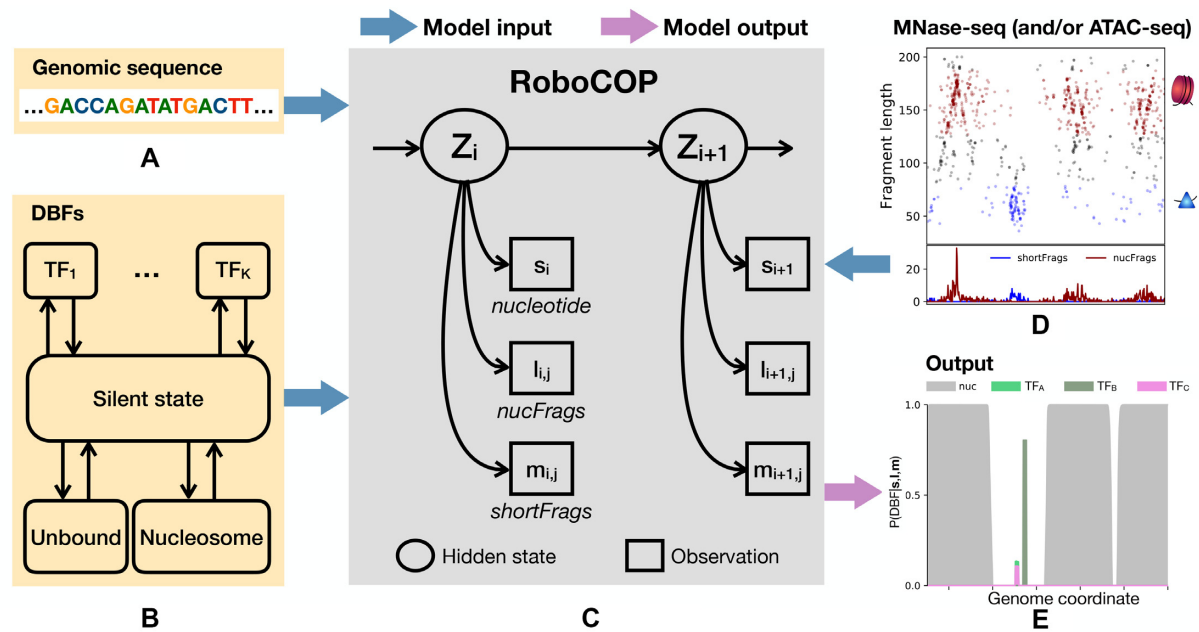 Model input
Model output
Genomic sequence
...GACCAGATATGACTT...
A
DBFs
TF1
...
TFK
Silent state
Unbound
Nucleosome
B
RoboCOP
Zi
Zi+1
si
nucleotide
li,j
nucFrags
mi,j
shortFrags
si+1
li+1,j
mi+1,j
Hidden state
Observation
C
MNase-seq (and/or ATAC-seq)
Fragment length
200
150
100
50
shortFrags
nucFrags
20
0
D
Output
nuc
TFA
TFB
TFC
P(DBF|s,l,m)
1.0
0.5
0.0
Genome coordinate
E